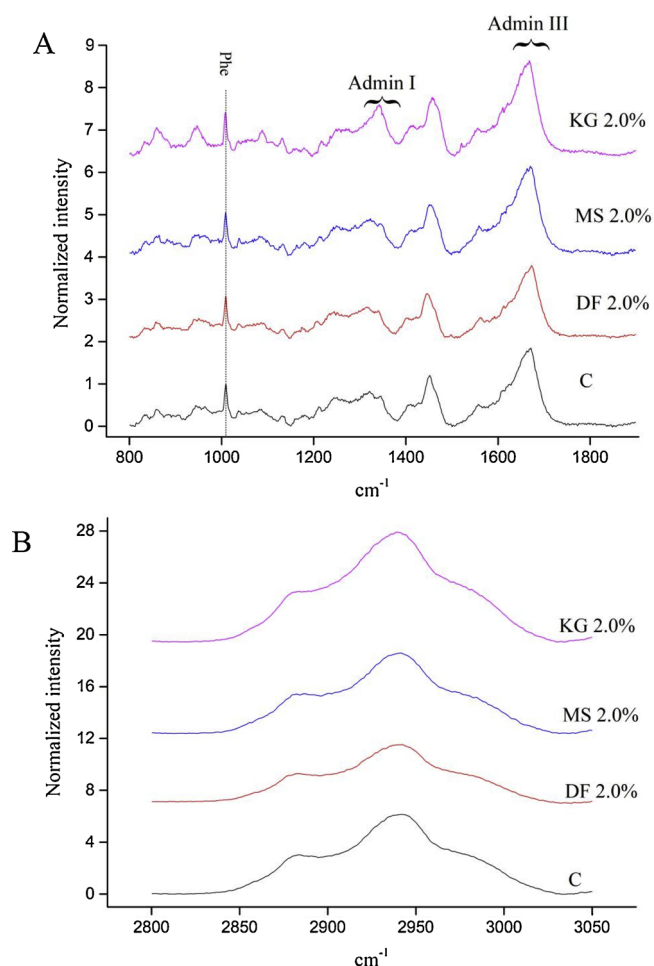 A
Admin III
Admin I
Phe
KG 2.0%
MS 2.0%
DF 2.0%
C
Normalized intensity
9
8
7
6
5
4
3
2
1
0
800 1000 1200 1400 1600 1800
cm-1
B
KG 2.0%
MS 2.0%
DF 2.0%
C
Normalized intensity
28
24
20
16
12
8
4
0
2800 2850 2900 2950 3000 3050
cm-1